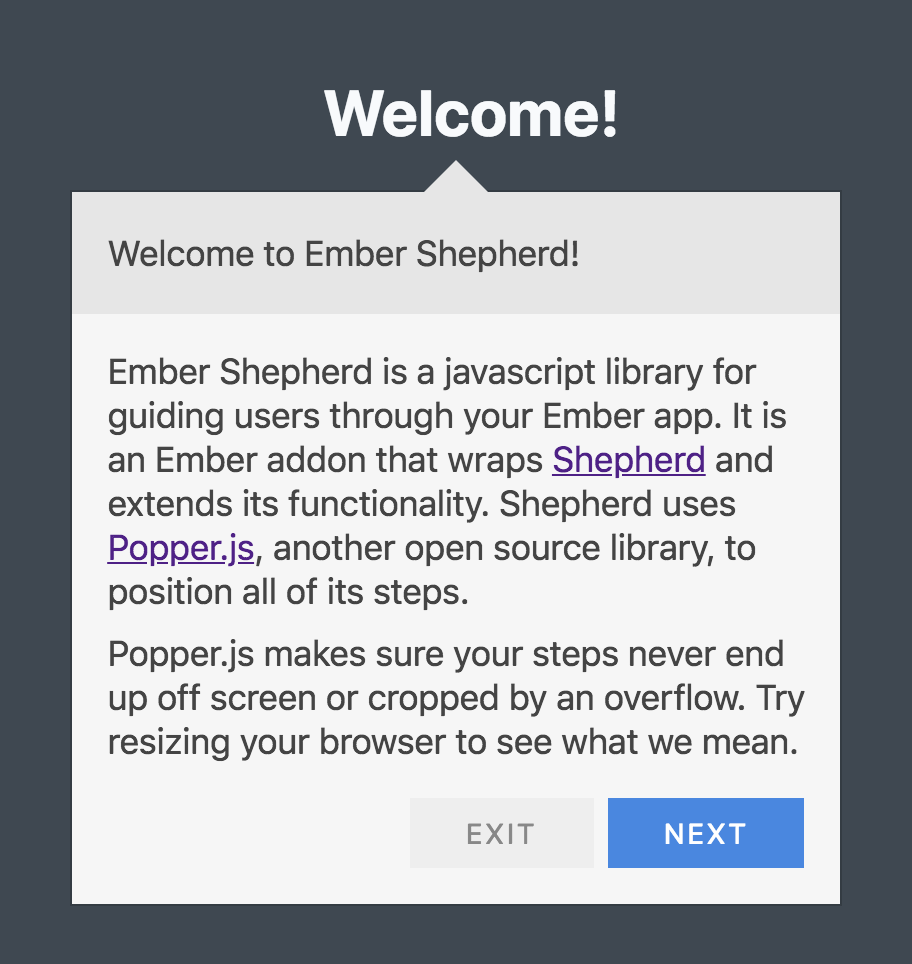 Welcome!
Welcome to Ember Shepherd!
Ember Shepherd is a javascript library for
guiding users through your Ember app. It is
an Ember addon that wraps Shepherd and
extends its functionality. Shepherd uses
Popper.js, another open source library, to
position all of its steps.
Popper.js makes sure your steps never end
up off screen or cropped by an overflow. Try
resizing your browser to see what we mean.
EXIT NEXT